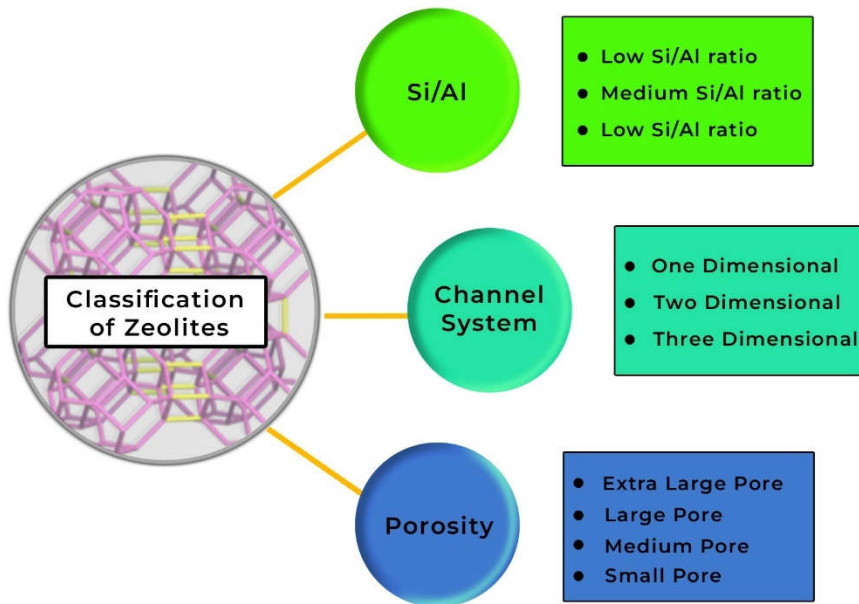 Classification
of Zeolites
Si/Al
● Low Si/Al ratio
● Medium Si/Al ratio
● Low Si/Al ratio
Channel
System
● One Dimensional
● Two Dimensional
● Three Dimensional
Porosity
● Extra Large Pore
● Large Pore
● Medium Pore
● Small Pore